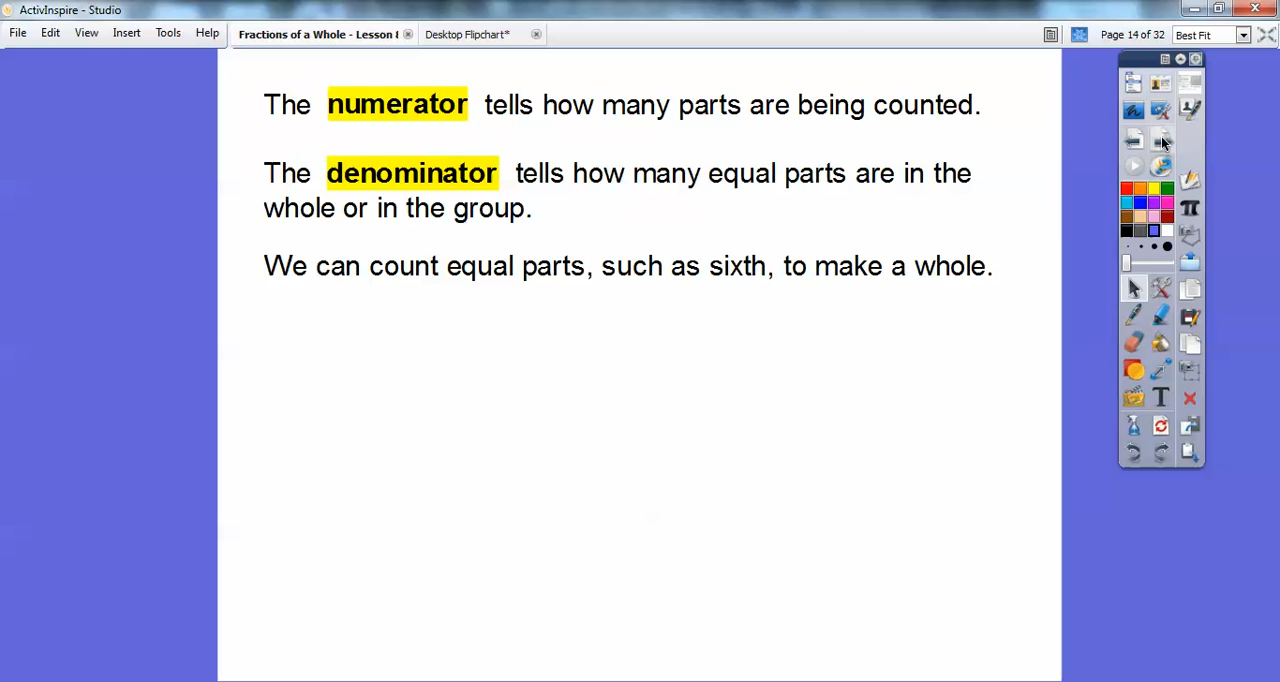 ActivInspire - Studio
File Edit View Insert Tools Help Fractions of a Whole - Lesson 8 Desktop Flipchart* Page 14 of 32 Best Fit
The numerator tells how many parts are being counted.
The denominator tells how many equal parts are in the
whole or in the group.
We can count equal parts, such as sixth, to make a whole.